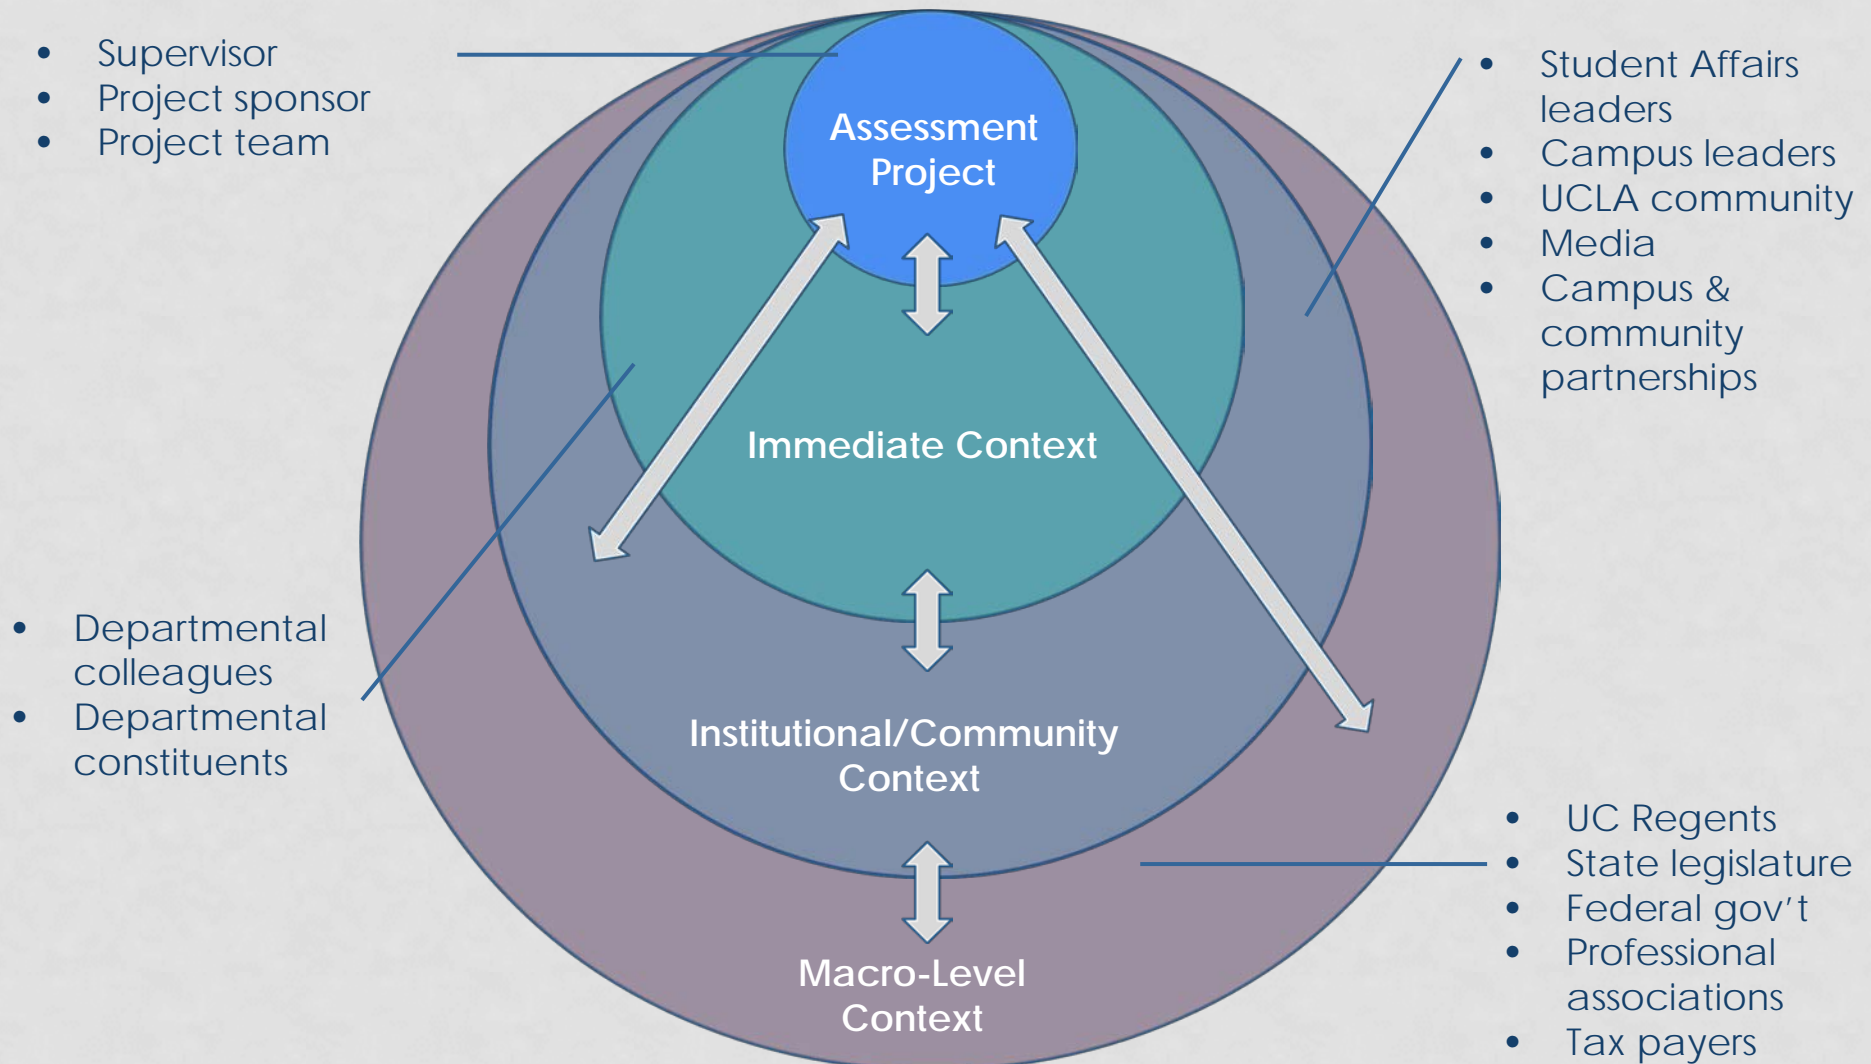 • Supervisor
• Project sponsor
• Project team
Assessment
Project
• Student Affairs
leaders
• Campus leaders
• UCLA community
• Media
• Campus &
community
partnerships
Immediate Context
• Departmental
colleagues
• Departmental
constituents
Institutional/Community
Context
• UC Regents
• State legislature
• Federal gov’t
• Professional
associations
• Tax payers
Macro-Level
Context